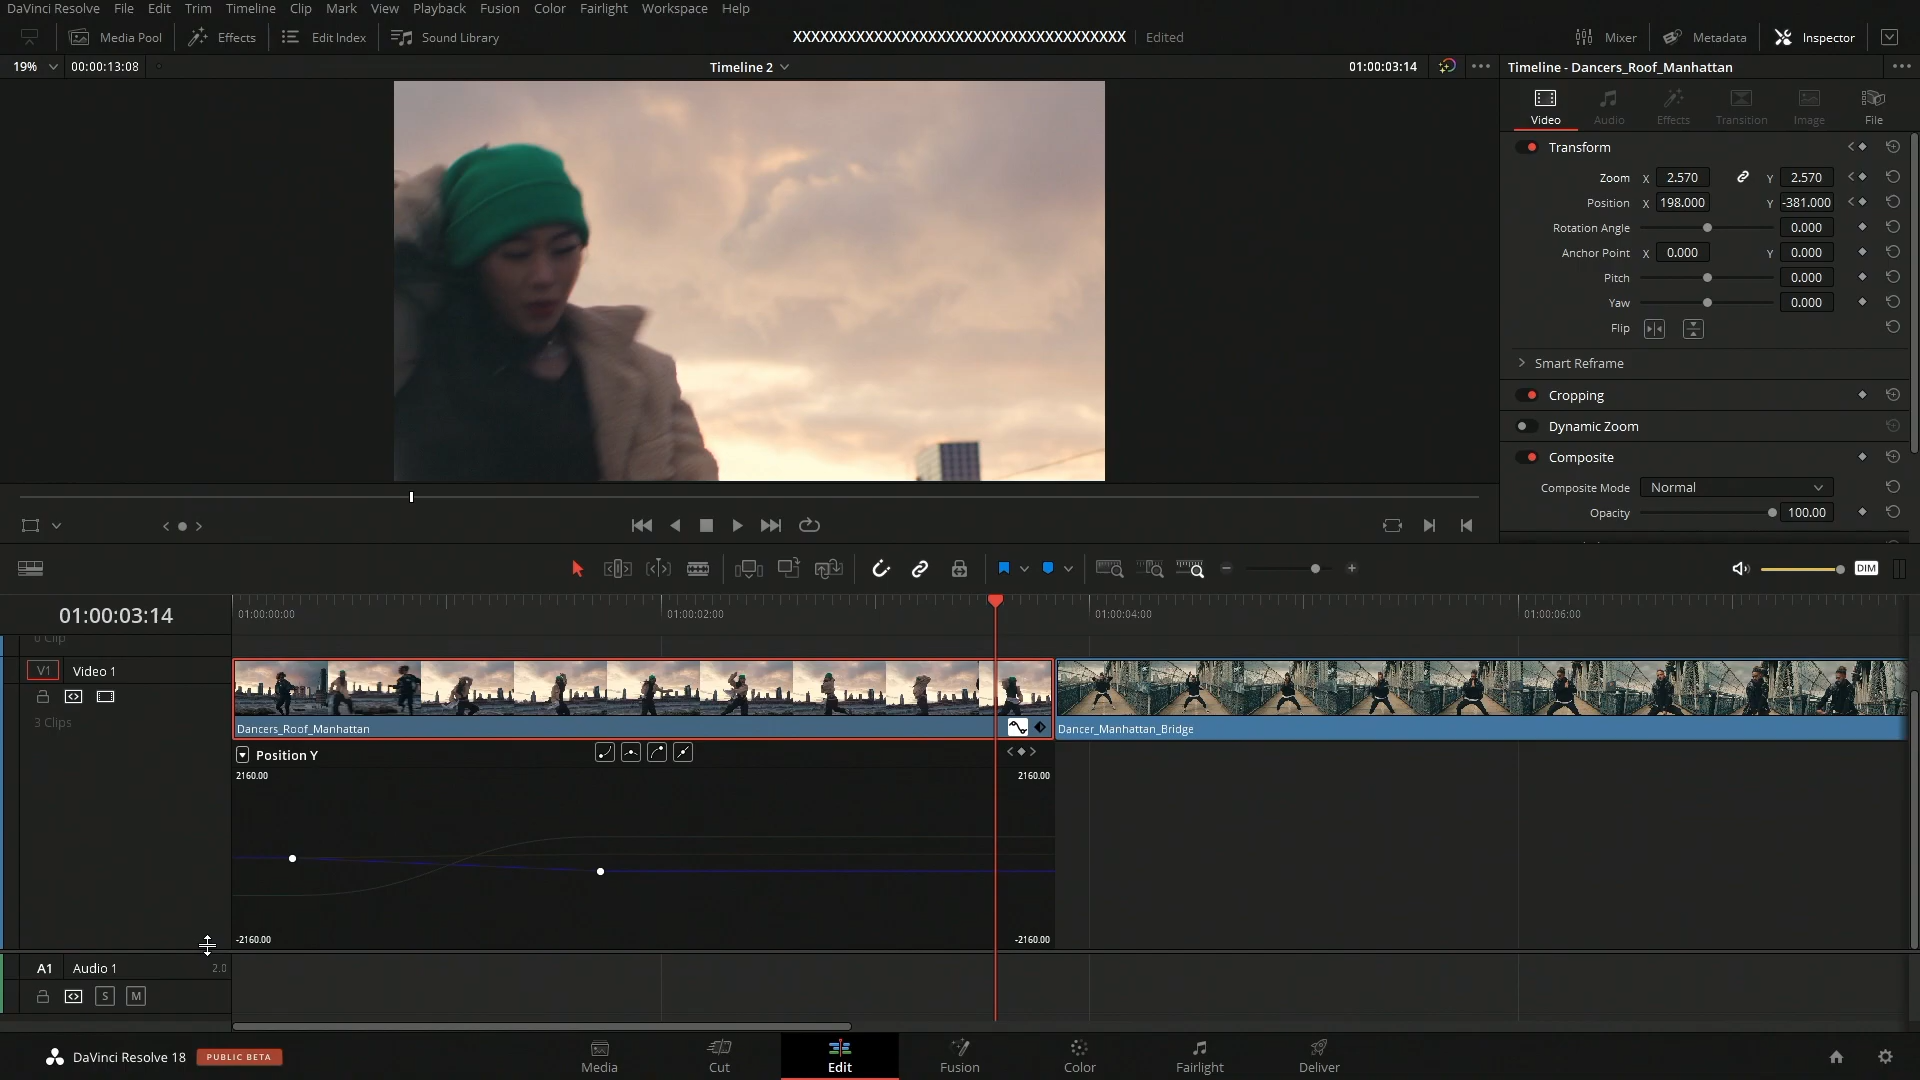 DaVinci Resolve File Edit Trim Timeline Clip Mark View Playback Fusion Color Fairlight Workspace Help
Media Pool Effects Edit Index Sound Library XXXXXXXXXXXXXXXXXXXXXXXXXXXXXXXXXXXXX Edited Mixer Metadata Inspector
19% 00:00:13:08 Timeline 2 01:00:03:14 Timeline - Dancers_Roof_Manhattan
Video Audio Effects Transition Image File
Transform
Zoom X 2.570 Y 2.570
Position X 198.000 Y -381.000
Rotation Angle 0.000
Anchor Point X 0.000 Y 0.000
Pitch 0.000
Yaw 0.000
Flip
Smart Reframe
Cropping
Dynamic Zoom
Composite
Composite Mode Normal
Opacity 100.00
DIM
01:00:03:14 01:00:00:00 01:00:02:00 01:00:04:00 01:00:06:00
0 Clip
V1 Video 1
3 Clips
Dancers_Roof_Manhattan Dancer_Manhattan_Bridge
Position Y
2160.00 2160.00
-2160.00 -2160.00
A1 Audio 1 2.0
S M
DaVinci Resolve 18 PUBLIC BETA
Media Cut Edit Fusion Color Fairlight Deliver